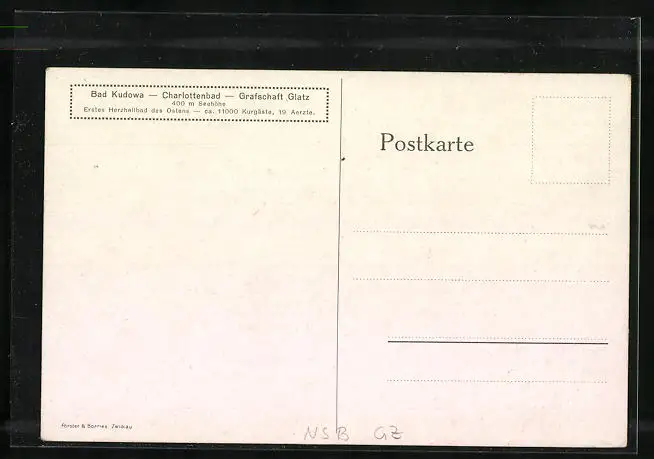 Bad Kudowa — Charlottenbad — Grafschaft Glatz
400 m Seehöhe
Erstes Herzheilbad des Ostens — ca. 11000 Kurgäste, 19 Aerzte.
Postkarte
Förster & Borries, Zwickau
NSB GZ